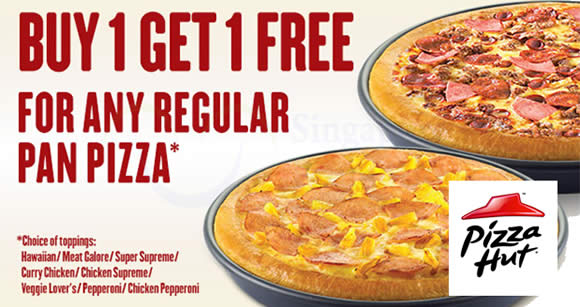 BUY 1 GET 1 FREE
FOR ANY REGULAR
PAN PIZZA*
*Choice of toppings:
Hawaiian/ Meat Galore/ Super Supreme/
Curry Chicken/ Chicken Supreme/
Veggie Lover's/ Pepperoni/ Chicken Pepperoni
Pizza
Hut